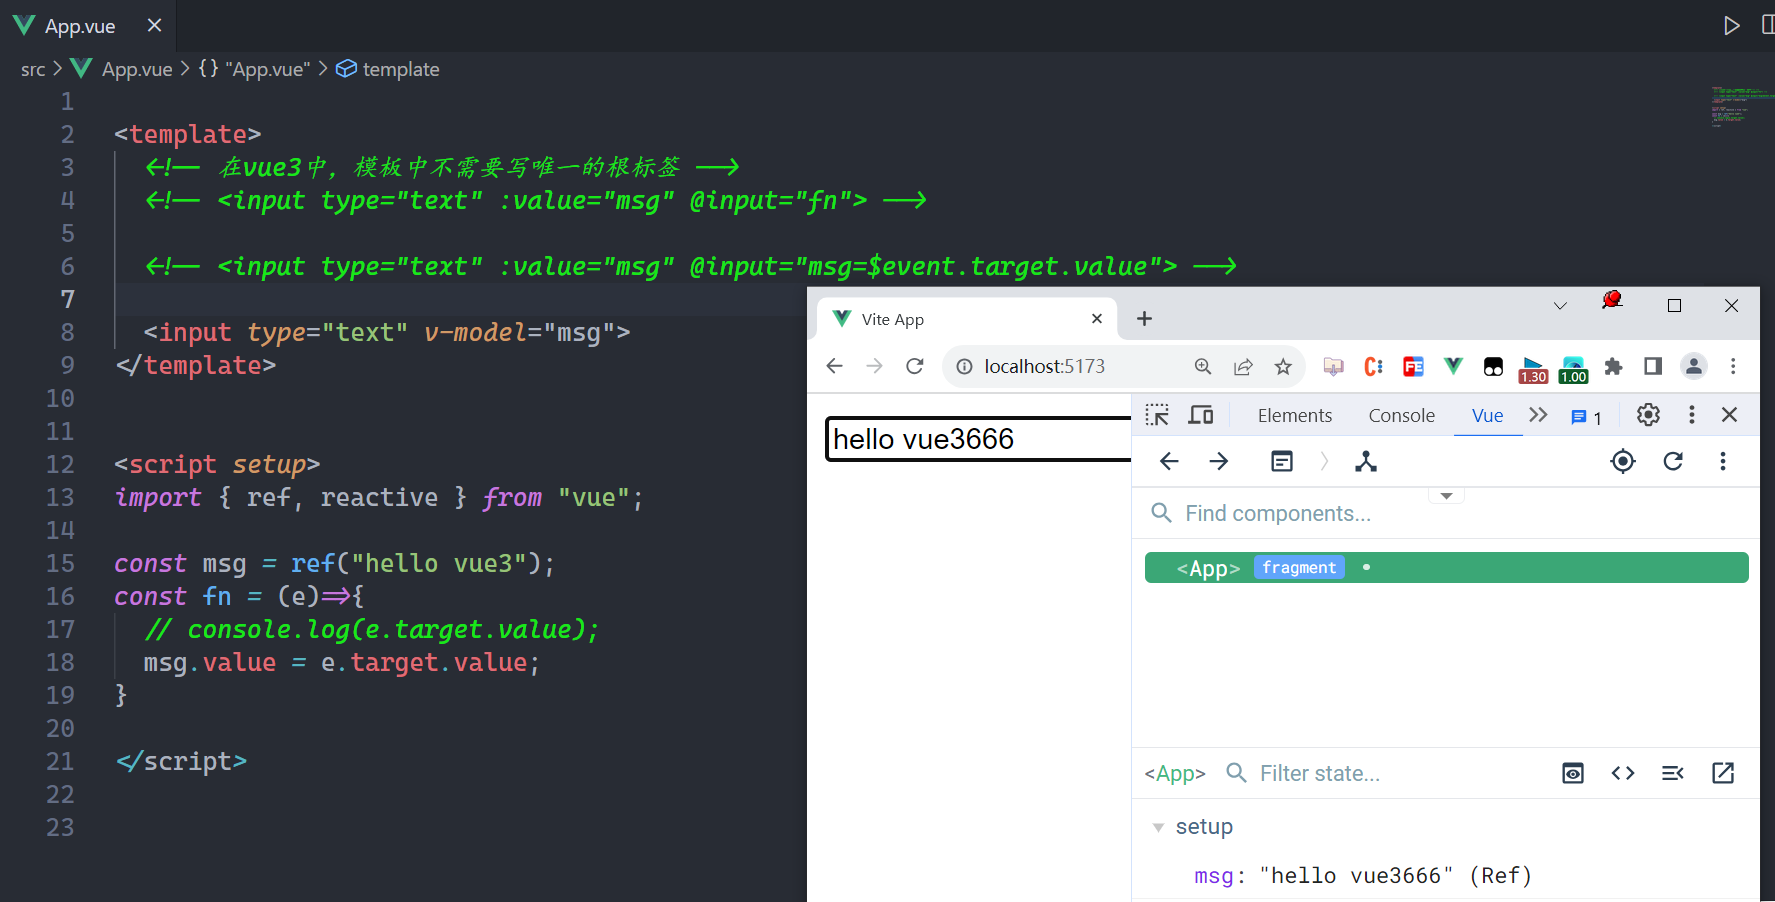 App.vue
src > App.vue > {} "App.vue" > template
1
2 <template>
3 <!-- 在vue3中，模板中不需要写唯一的根标签 -->
4 <!-- <input type="text" :value="msg" @input="fn"> -->
5
6 <!-- <input type="text" :value="msg" @input="msg=$event.target.value"> -->
7
8 <input type="text" v-model="msg">
9 </template>
10
11
12 <script setup>
13 import { ref, reactive } from "vue";
14
15 const msg = ref("hello vue3");
16 const fn = (e)=>{
17 // console.log(e.target.value);
18 msg.value = e.target.value;
19 }
20
21 </script>
22
23
Vite App
localhost:5173
FE
1.30
1.00
hello vue3666
Elements Console Vue 1
Find components...
<App> fragment
<App> Filter state...
setup
msg: "hello vue3666" (Ref)